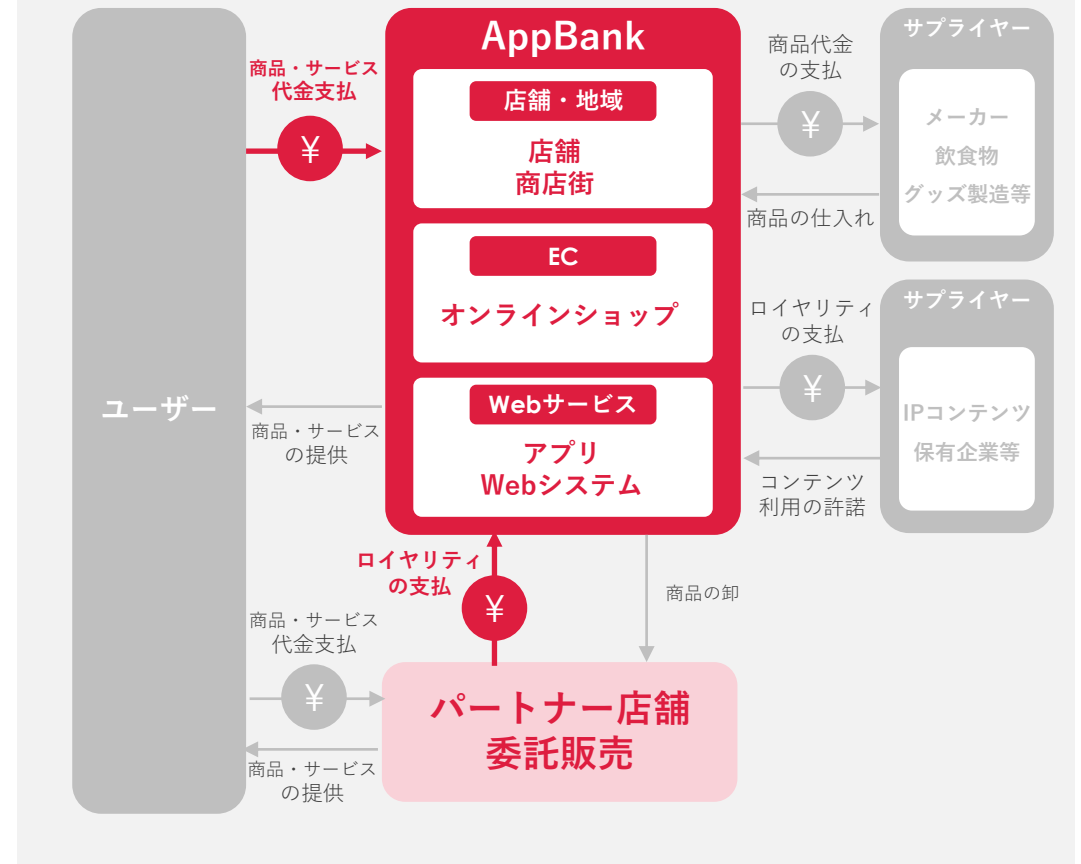 ユーザー
商品・サービス
代金支払
¥
商品・サービス
の提供
商品・サービス
代金支払
¥
商品・サービス
の提供
AppBank
店舗・地域
店舗
商店街
EC
オンラインショップ
Webサービス
アプリ
Webシステム
ロイヤリティ
の支払
¥
商品の卸
パートナー店舗
委託販売
商品代金
の支払
¥
商品の仕入れ
サプライヤー
メーカー
飲食物
グッズ製造等
ロイヤリティ
の支払
¥
コンテンツ
利用の許諾
サプライヤー
IPコンテンツ
保有企業等